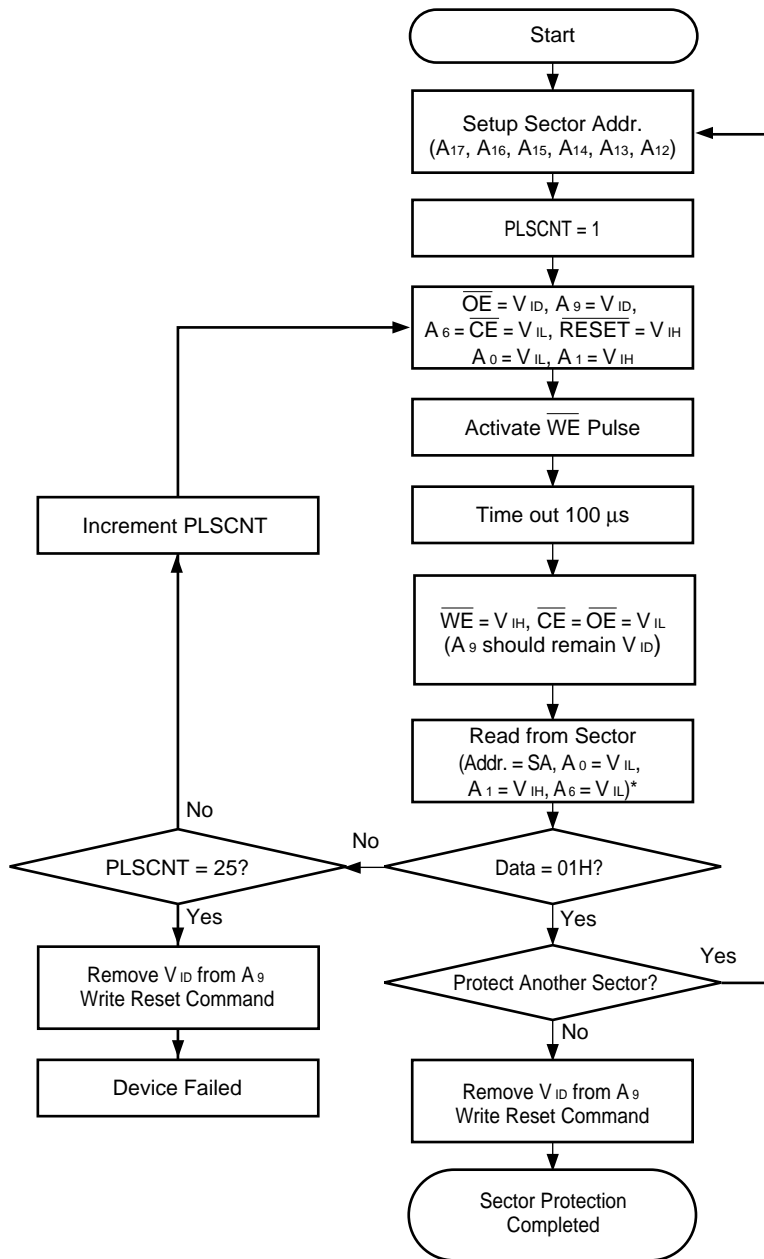 Start
Setup Sector Addr.
(A17, A16, A15, A14, A13, A12)
PLSCNT = 1
OE = VID, A9 = VID,
A6 = CE = VIL, RESET = VIH
A0 = VIL, A1 = VIH
Activate WE Pulse
Time out 100 µs
Increment PLSCNT
WE = VIH, CE = OE = VIL
(A9 should remain VID)
Read from Sector
(Addr. = SA, A0 = VIL,
A1 = VIH, A6 = VIL)*
No
No
PLSCNT = 25?
Data = 01H?
Yes
Yes
Yes
Remove VID from A9
Write Reset Command
Protect Another Sector?
No
Device Failed
Remove VID from A9
Write Reset Command
Sector Protection
Completed